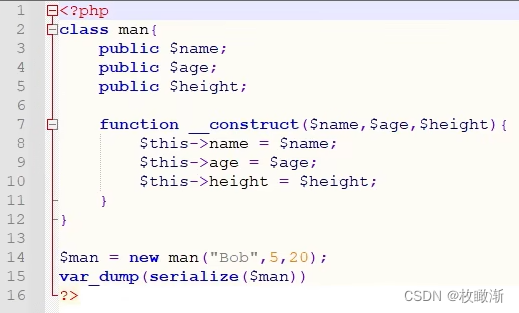 1 <?php
2 class man{
3     public $name;
4     public $age;
5     public $height;
6
7     function __construct($name,$age,$height){
8         $this->name = $name;
9         $this->age = $age;
10         $this->height = $height;
11     }
12 }
13
14 $man = new man("Bob",5,20);
15 var_dump(serialize($man))
16 ?>
CSDN @枚瞰渐